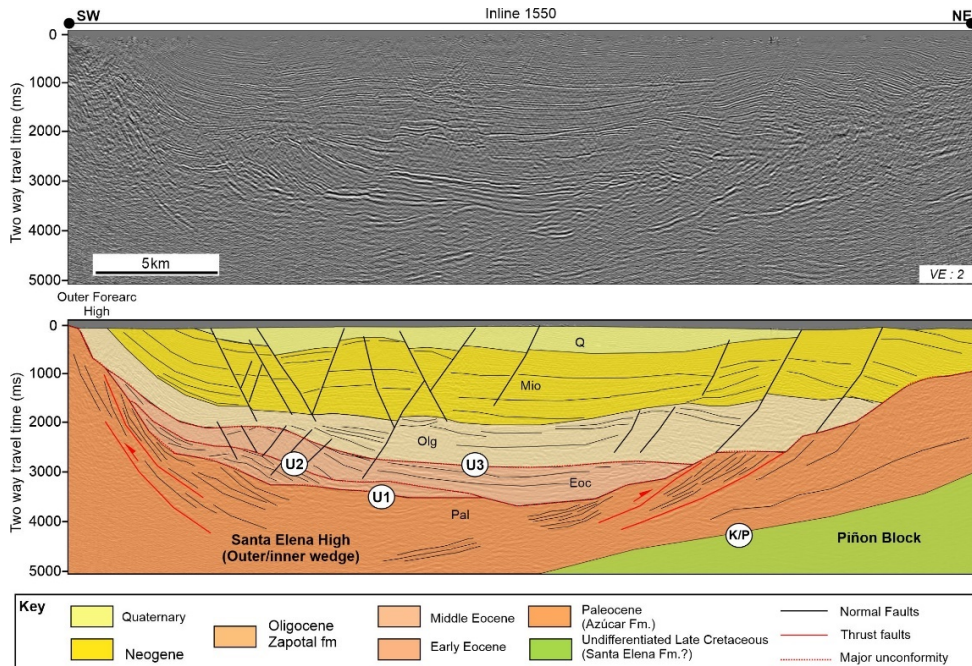 SW
Inline 1550
NE
Two way travel time (ms)
0
1000
2000
3000
4000
5000
5km
VE : 2
Outer Forearc
High
Two way travel time (ms)
0
1000
2000
3000
4000
5000
Q
Mio
Olg
U2
U3
Eoc
U1
Pal
K/P
Santa Elena High
(Outer/inner wedge)
Piñon Block
Key
Quaternary
Neogene
Oligocene
Zapotal fm
Middle Eocene
Early Eocene
Paleocene
(Azúcar Fm.)
Undifferentiated Late Cretaceous
(Santa Elena Fm.?)
Normal Faults
Thrust faults
Major unconformity